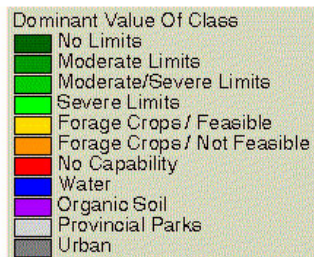 Dominant Value Of Class
No Limits
Moderate Limits
Moderate/Severe Limits
Severe Limits
Forage Crops / Feasible
Forage Crops / Not Feasible
No Capability
Water
Organic Soil
Provincial Parks
Urban